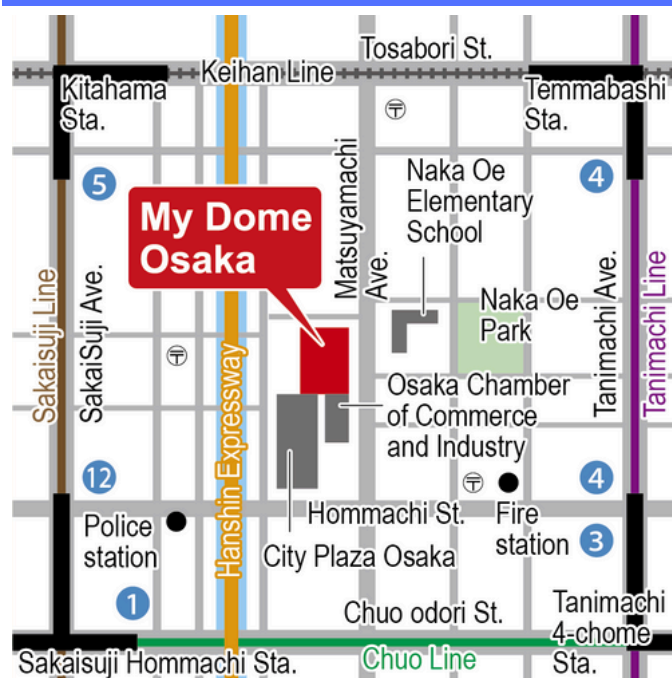 Tosabori St.
Keihan Line
Kitahama
Sta.
Temmabashi
Sta.
〒
5
4
Naka Oe
Elementary
School
My Dome
Osaka
Matsuyamachi
Ave.
Naka Oe
Park
Sakaisuji Line
SakaiSuji Ave.
〒
Hanshin Expressway
Tanimachi Ave.
Tanimachi Line
Osaka Chamber
of Commerce
and Industry
12
〒
4
Hommachi St.
Fire
station
3
Police
station
City Plaza Osaka
1
Chuo odori St.
Tanimachi
4-chome
Sta.
Sakaisuji Hommachi Sta.
Chuo Line